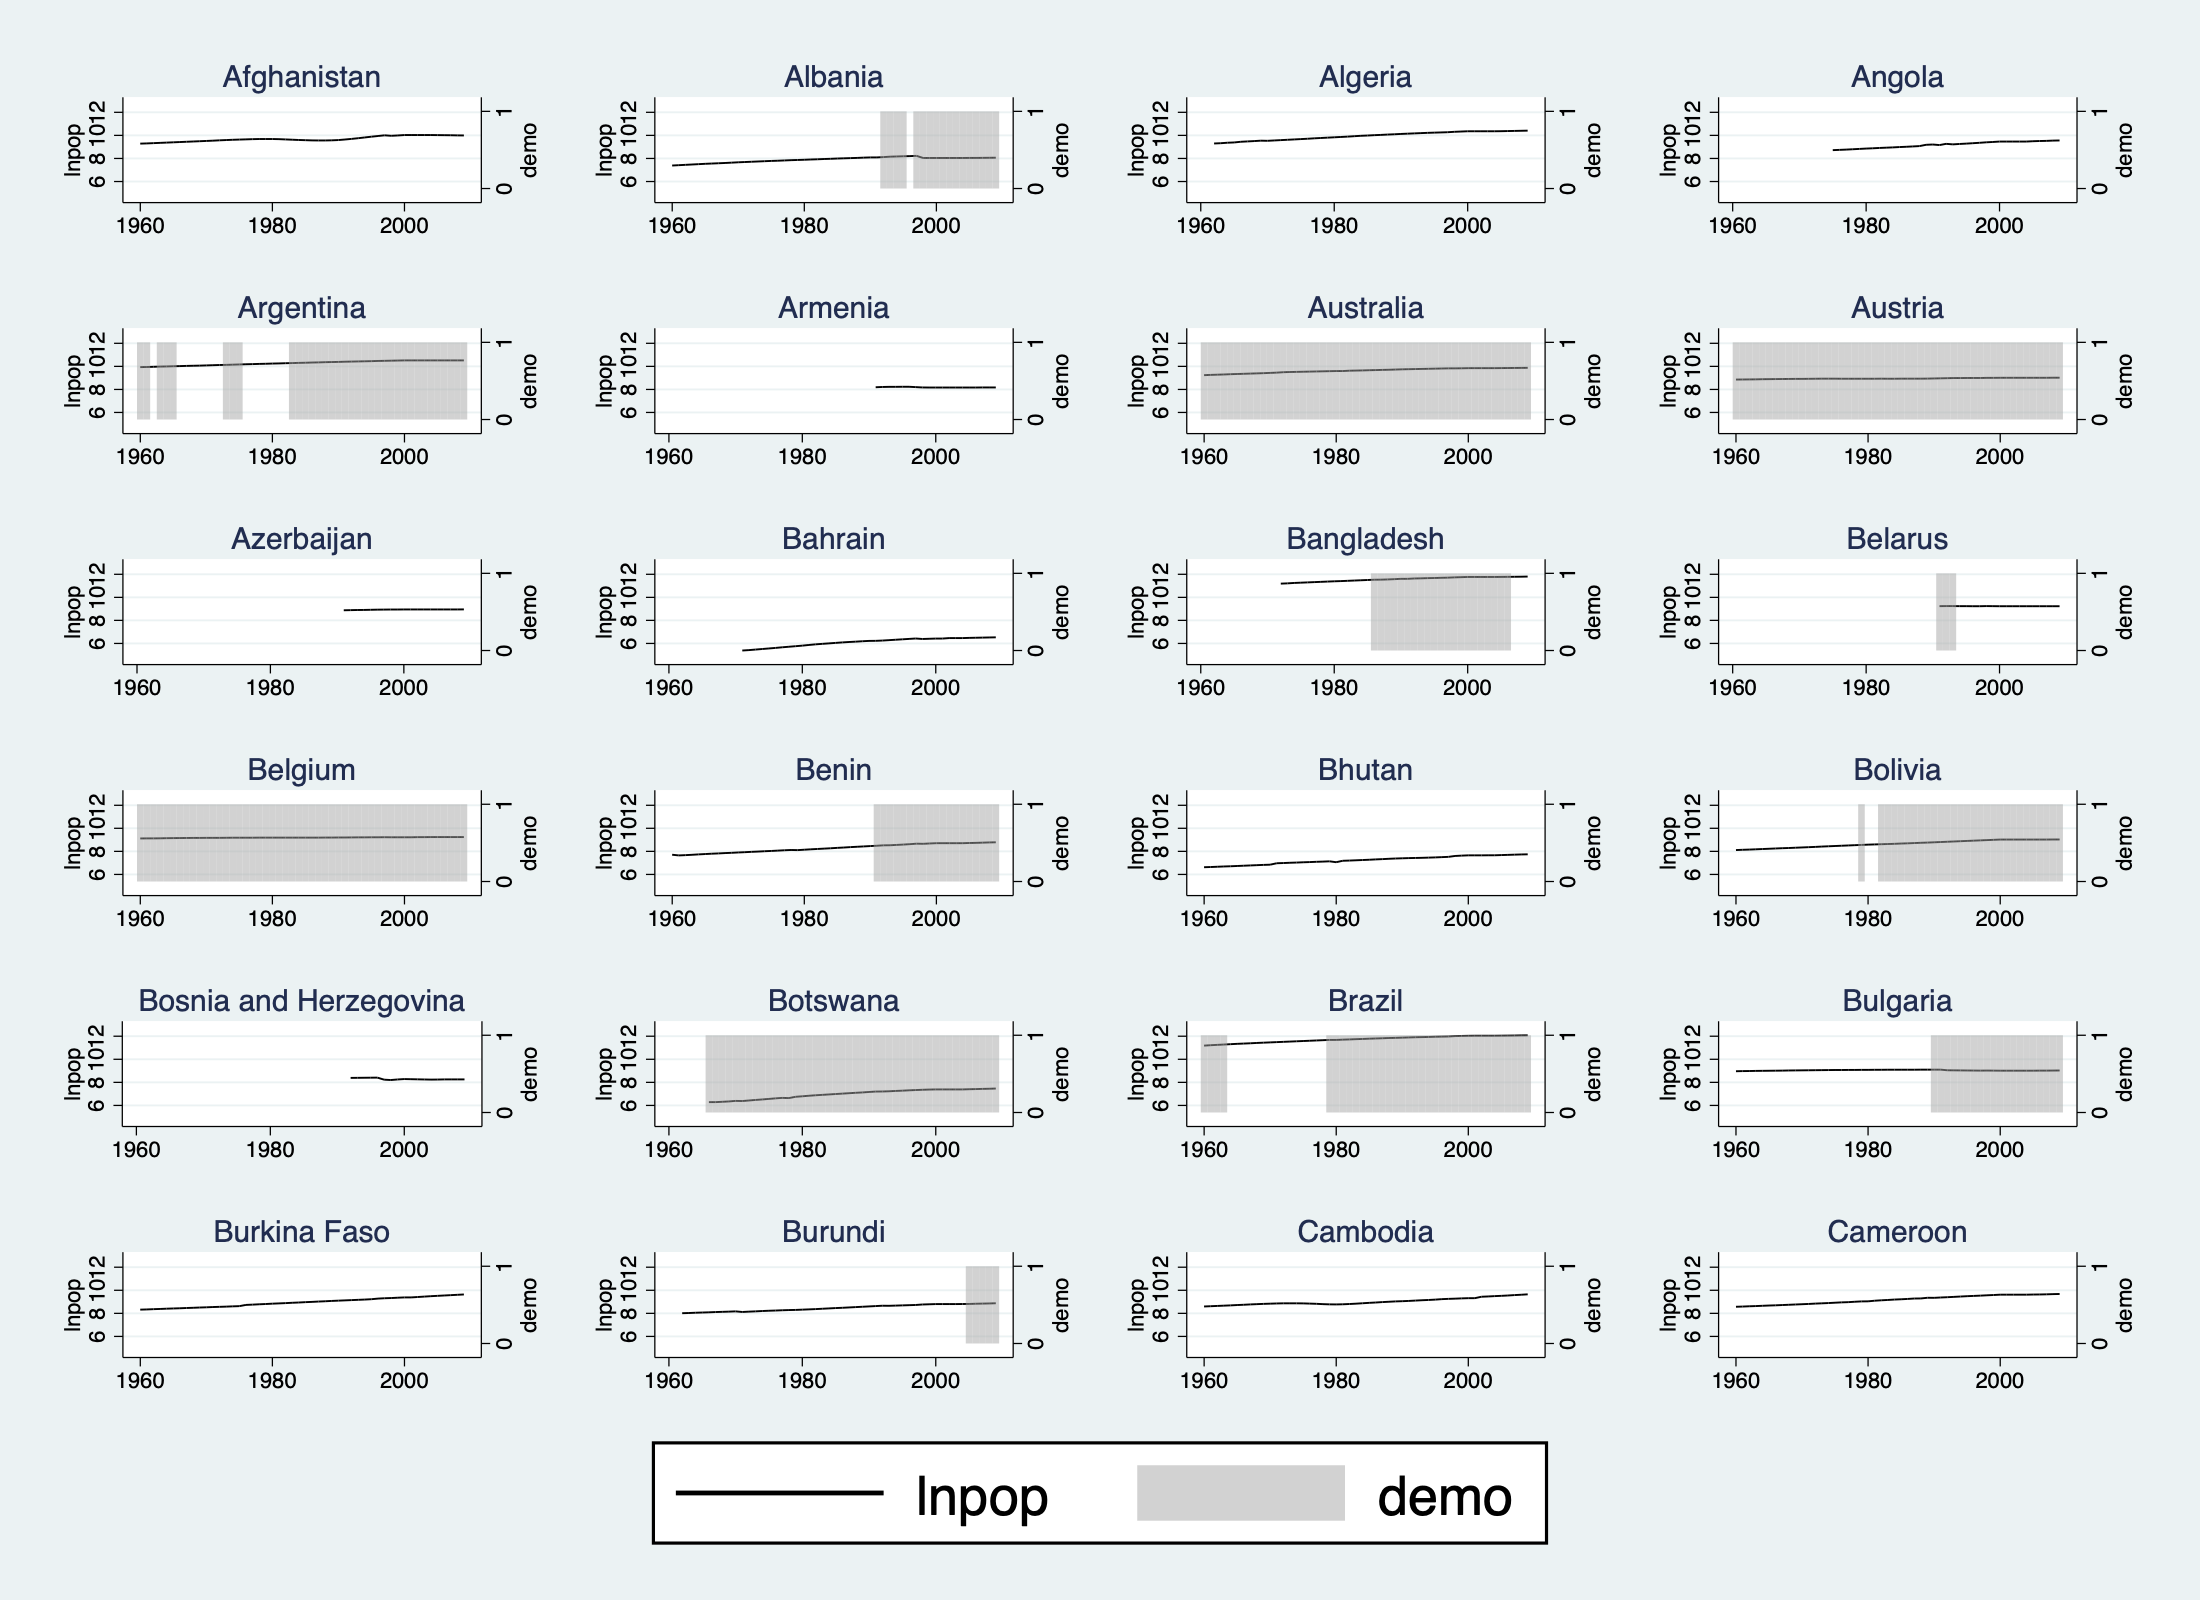 Afghanistan
lnpop
6 8 10 12
0 1
demo
1960 1980 2000
Albania
lnpop
6 8 10 12
0 1
demo
1960 1980 2000
Algeria
lnpop
6 8 10 12
0 1
demo
1960 1980 2000
Angola
lnpop
6 8 10 12
0 1
demo
1960 1980 2000
Argentina
lnpop
6 8 10 12
0 1
demo
1960 1980 2000
Armenia
lnpop
6 8 10 12
0 1
demo
1960 1980 2000
Australia
lnpop
6 8 10 12
0 1
demo
1960 1980 2000
Austria
lnpop
6 8 10 12
0 1
demo
1960 1980 2000
Azerbaijan
lnpop
6 8 10 12
0 1
demo
1960 1980 2000
Bahrain
lnpop
6 8 10 12
0 1
demo
1960 1980 2000
Bangladesh
lnpop
6 8 10 12
0 1
demo
1960 1980 2000
Belarus
lnpop
6 8 10 12
0 1
demo
1960 1980 2000
Belgium
lnpop
6 8 10 12
0 1
demo
1960 1980 2000
Benin
lnpop
6 8 10 12
0 1
demo
1960 1980 2000
Bhutan
lnpop
6 8 10 12
0 1
demo
1960 1980 2000
Bolivia
lnpop
6 8 10 12
0 1
demo
1960 1980 2000
Bosnia and Herzegovina
lnpop
6 8 10 12
0 1
demo
1960 1980 2000
Botswana
lnpop
6 8 10 12
0 1
demo
1960 1980 2000
Brazil
lnpop
6 8 10 12
0 1
demo
1960 1980 2000
Bulgaria
lnpop
6 8 10 12
0 1
demo
1960 1980 2000
Burkina Faso
lnpop
6 8 10 12
0 1
demo
1960 1980 2000
Burundi
lnpop
6 8 10 12
0 1
demo
1960 1980 2000
Cambodia
lnpop
6 8 10 12
0 1
demo
1960 1980 2000
Cameroon
lnpop
6 8 10 12
0 1
demo
1960 1980 2000
lnpop demo